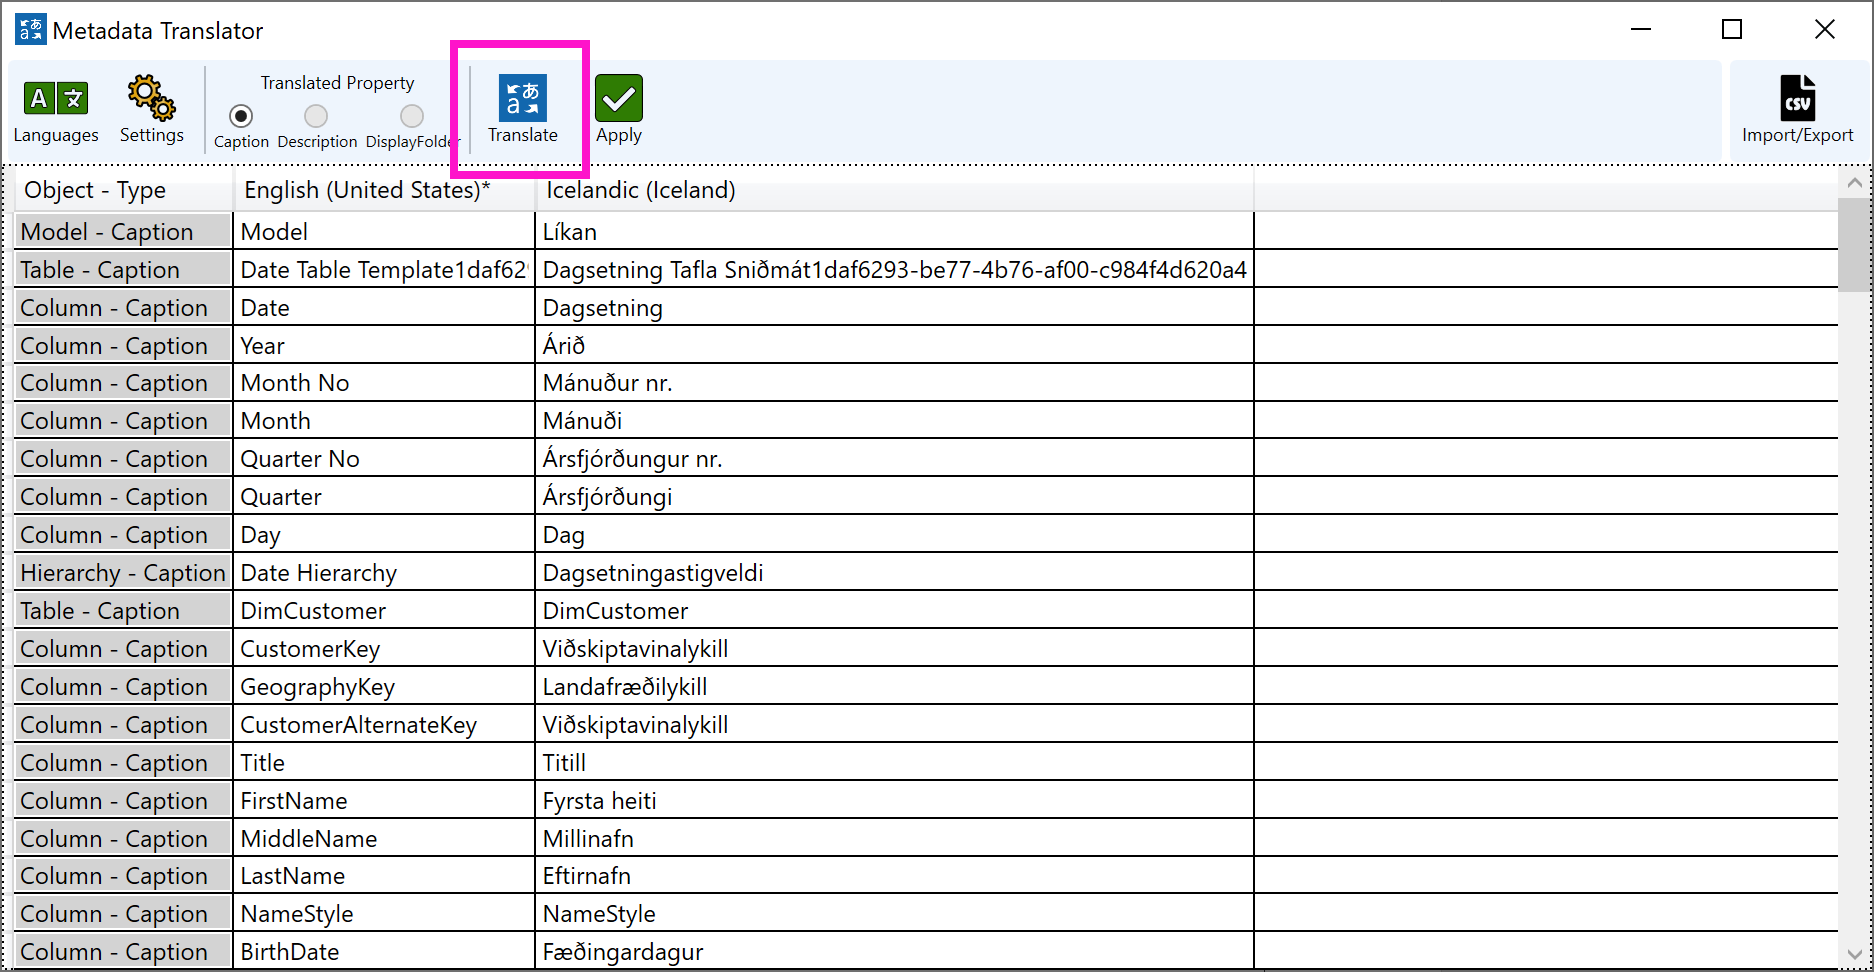 Metadata Translator
Languages
Settings
Translated Property
Caption Description DisplayFolder
Translate
Apply
CSV
Import/Export
Object - Type English (United States)* Icelandic (Iceland)
Model - Caption Model Líkan
Table - Caption Date Table Template1daf629 Dagsetning Tafla Sniðmát1daf6293-be77-4b76-af00-c984f4d620a4
Column - Caption Date Dagsetning
Column - Caption Year Árið
Column - Caption Month No Mánuður nr.
Column - Caption Month Mánuði
Column - Caption Quarter No Ársfjórðungur nr.
Column - Caption Quarter Ársfjórðungi
Column - Caption Day Dag
Hierarchy - Caption Date Hierarchy Dagsetningastigveldi
Table - Caption DimCustomer DimCustomer
Column - Caption CustomerKey Viðskiptavinalykill
Column - Caption GeographyKey Landafræðilykill
Column - Caption CustomerAlternateKey Viðskiptavinalykill
Column - Caption Title Titill
Column - Caption FirstName Fyrsta heiti
Column - Caption MiddleName Millinafn
Column - Caption LastName Eftirnafn
Column - Caption NameStyle NameStyle
Column - Caption BirthDate Fæðingardagur